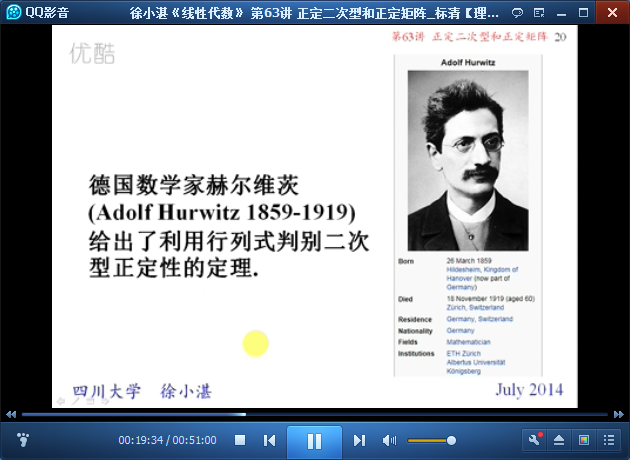 QQ影音
徐小湛《线性代数》 第63讲 正定二次型和正定矩阵_标清【理...
优酷
第63讲 正定二次型和正定矩阵 20
Adolf Hurwitz
德国数学家赫尔维茨
(Adolf Hurwitz 1859-1919)
给出了利用行列式判别二次
型正定性的定理.
Born 26 March 1859
Hildesheim, Kingdom of
Hanover (now part of
Germany)
Died 18 November 1919 (aged 60)
Zürich, Switzerland
Residence Germany, Switzerland
Nationality Germany
Fields Mathematician
Institutions ETH Zürich
Albertus Universität
Königsberg
四川大学 徐小湛
July 2014
00:19:34 / 00:51:00